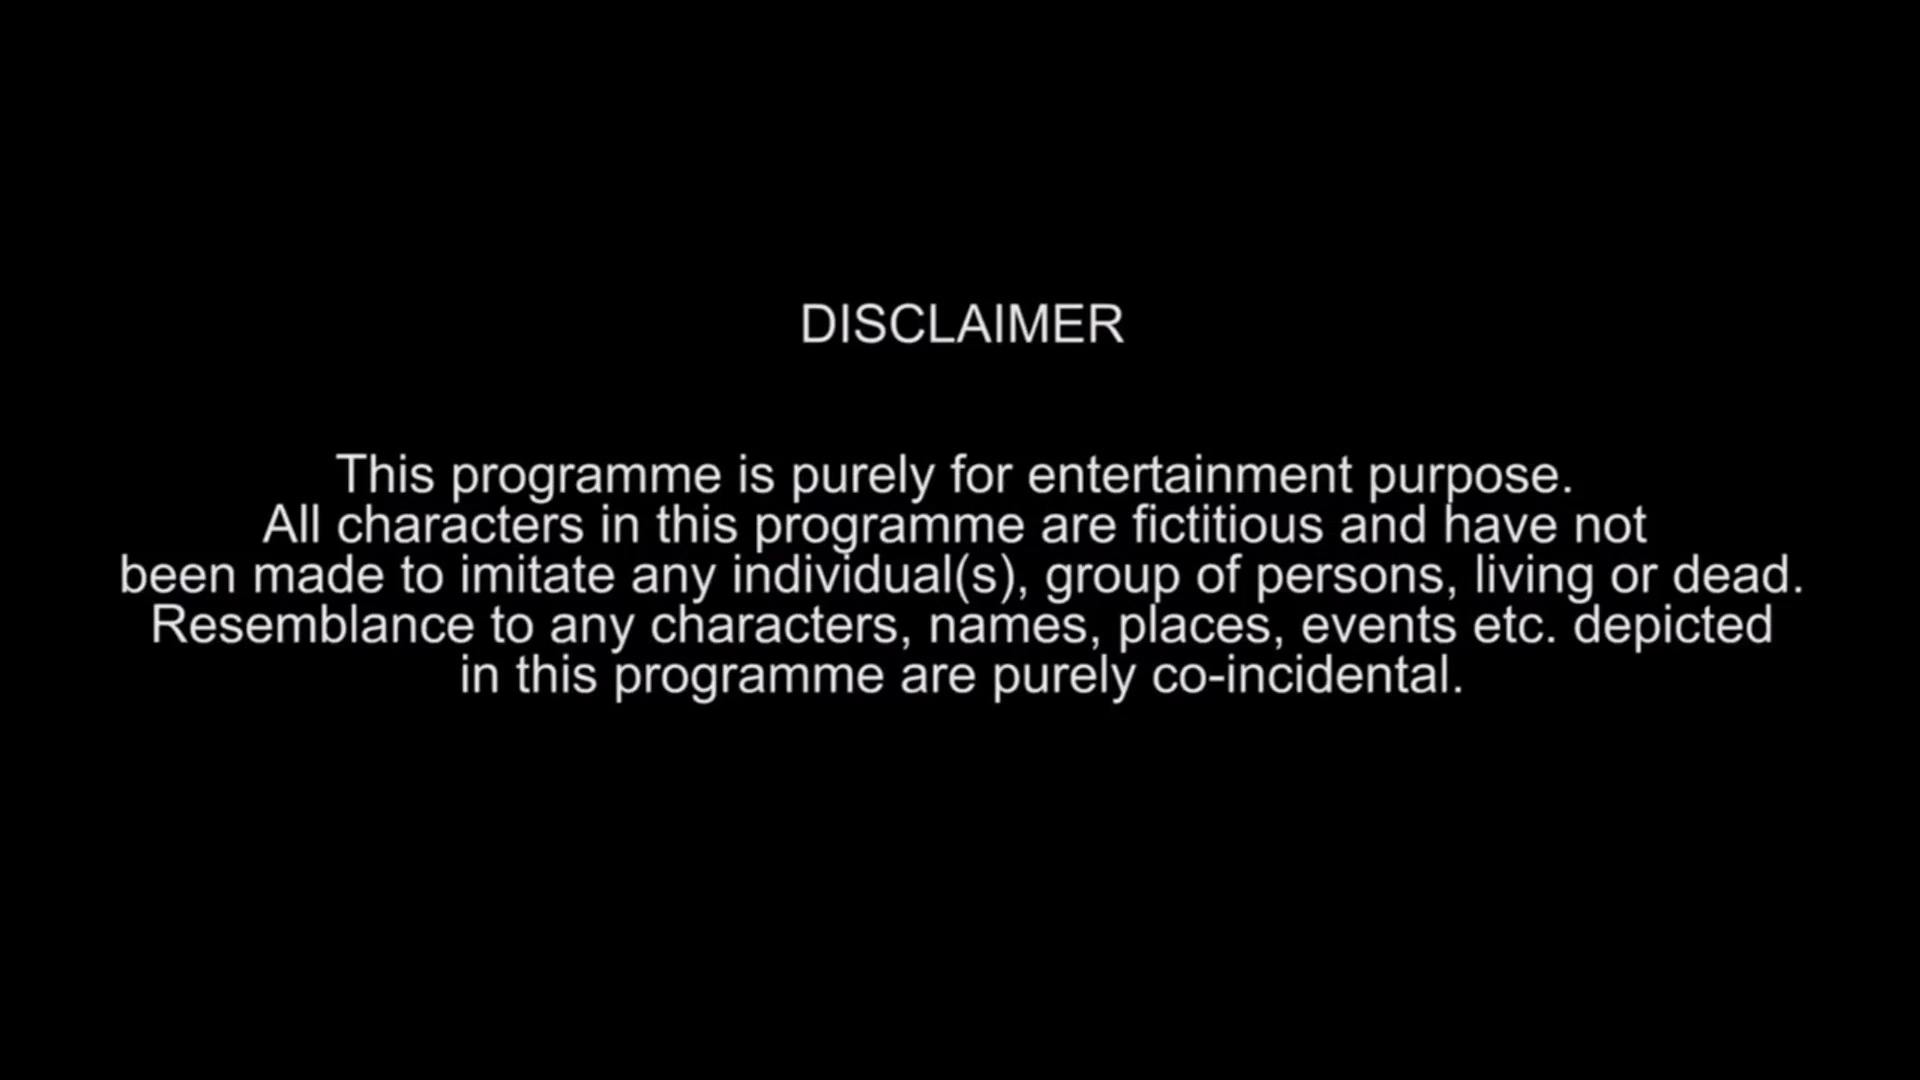 DISCLAIMER
This programme is purely for entertainment purpose.
All characters in this programme are fictitious and have not
been made to imitate any individual(s), group of persons, living or dead.
Resemblance to any characters, names, places, events etc. depicted
in this programme are purely co-incidental.